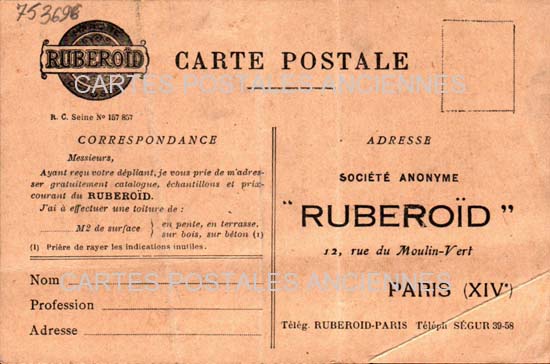 753696
RUBEROÏD
CARTE POSTALE
CARTES POSTALES ANCIENNES
R. C. Seine Nº 157 857
CORRESPONDANCE
Messieurs,
Ayant reçu votre dépliant, je vous prie de m'adres-
ser gratuitement catalogue, échantillons et prix-
courant du RUBEROÏD.
J'ai à effectuer une toiture de :
M2 de surface } en pente, en terrasse,
sur bois, sur béton (1)
(1) Prière de rayer les indications inutiles.
Nom
Profession
Adresse
ADRESSE
SOCIÉTÉ ANONYME
"RUBEROÏD"
12, rue du Moulin-Vert
PARIS (XIVᵉ)
Télég. RUBEROID-PARIS Téléph SÉGUR 39-58
CARTES POSTALES ANCIENNES